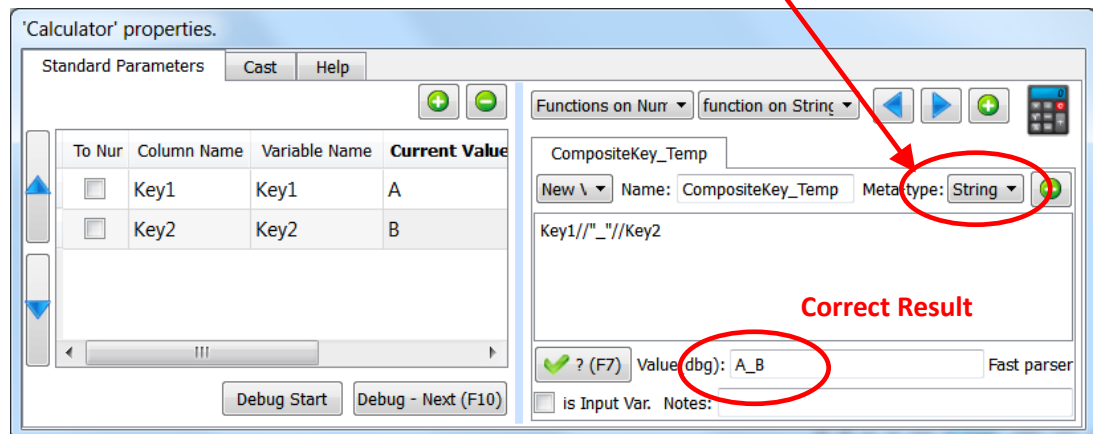 'Calculator' properties.
Standard Parameters Cast Help
Functions on Num function on String
To Nur Column Name Variable Name Current Value
Key1 Key1 A
Key2 Key2 B
Debug Start Debug - Next (F10)
CompositeKey_Temp
New V Name: CompositeKey_Temp Meta-type: String
Key1//"_"//Key2
Correct Result
? (F7) Value(dbg): A_B Fast parser
is Input Var. Notes: